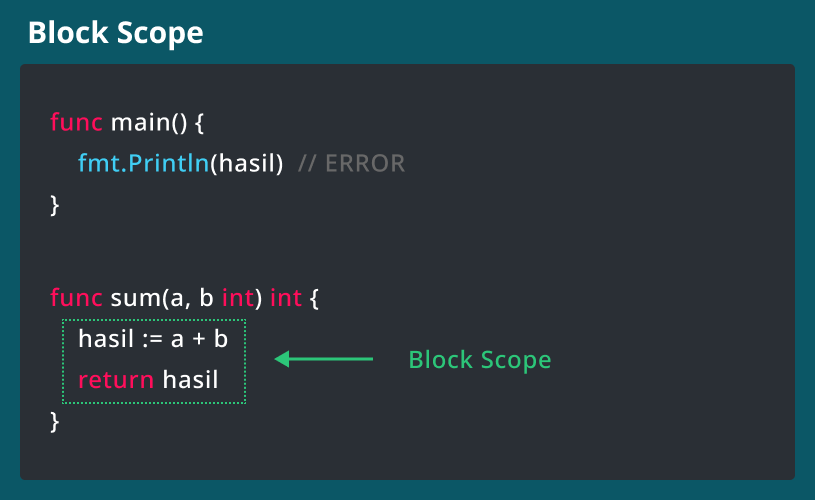 Block Scope
func main() {
fmt.Println(hasil) // ERROR
}
func sum(a, b int) int {
hasil := a + b
return hasil
Block Scope
}